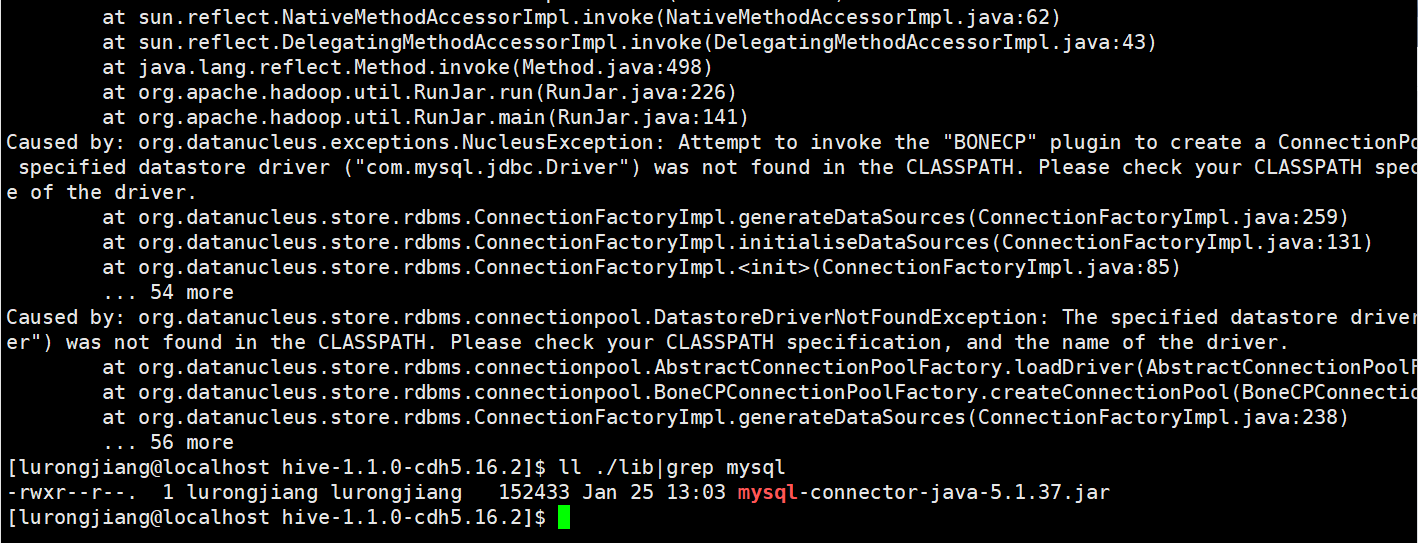 at sun.reflect.NativeMethodAccessorImpl.invoke(NativeMethodAccessorImpl.java:62)
at sun.reflect.DelegatingMethodAccessorImpl.invoke(DelegatingMethodAccessorImpl.java:43)
at java.lang.reflect.Method.invoke(Method.java:498)
at org.apache.hadoop.util.RunJar.run(RunJar.java:226)
at org.apache.hadoop.util.RunJar.main(RunJar.java:141)
Caused by: org.datanucleus.exceptions.NucleusException: Attempt to invoke the "BONECP" plugin to create a ConnectionPo
specified datastore driver ("com.mysql.jdbc.Driver") was not found in the CLASSPATH. Please check your CLASSPATH spec
e of the driver.
at org.datanucleus.store.rdbms.ConnectionFactoryImpl.generateDataSources(ConnectionFactoryImpl.java:259)
at org.datanucleus.store.rdbms.ConnectionFactoryImpl.initialiseDataSources(ConnectionFactoryImpl.java:131)
at org.datanucleus.store.rdbms.ConnectionFactoryImpl.<init>(ConnectionFactoryImpl.java:85)
... 54 more
Caused by: org.datanucleus.store.rdbms.connectionpool.DatastoreDriverNotFoundException: The specified datastore driver
er") was not found in the CLASSPATH. Please check your CLASSPATH specification, and the name of the driver.
at org.datanucleus.store.rdbms.connectionpool.AbstractConnectionPoolFactory.loadDriver(AbstractConnectionPoolF
at org.datanucleus.store.rdbms.connectionpool.BoneCPConnectionPoolFactory.createConnectionPool(BoneCPConnectio
at org.datanucleus.store.rdbms.ConnectionFactoryImpl.generateDataSources(ConnectionFactoryImpl.java:238)
... 56 more
[lurongjiang@localhost hive-1.1.0-cdh5.16.2]$ ll ./lib|grep mysql
-rwxr--r--. 1 lurongjiang lurongjiang 152433 Jan 25 13:03 mysql-connector-java-5.1.37.jar
[lurongjiang@localhost hive-1.1.0-cdh5.16.2]$